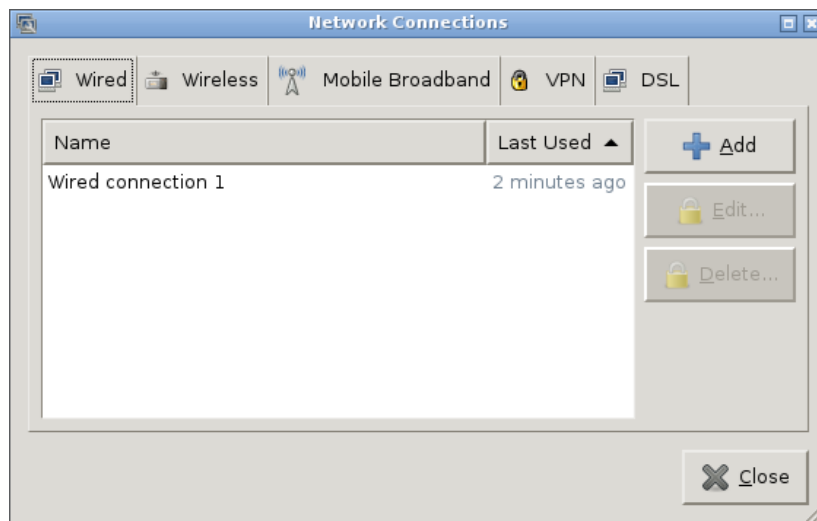 Network Connections
Wired Wireless Mobile Broadband VPN DSL
Name Last Used Add
Wired connection 1 2 minutes ago
Edit...
Delete...
Close